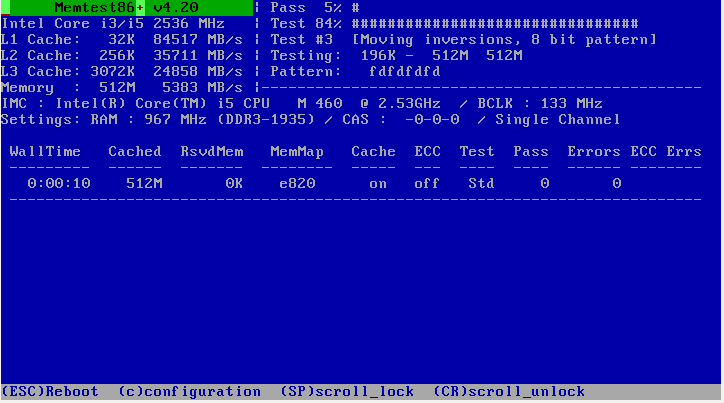 Memtest86+ v4.20 | Pass 5% #
Intel Core i3/i5 2536 MHz | Test 84% ################################
L1 Cache: 32K 84517 MB/s | Test #3 [Moving inversions, 8 bit pattern]
L2 Cache: 256K 35711 MB/s | Testing: 196K - 512M 512M
L3 Cache: 3072K 24858 MB/s | Pattern: fdfdfdfd
Memory : 512M 5383 MB/s |-------------------------------------------------
IMC : Intel(R) Core(TM) i5 CPU M 460 @ 2.53GHz / BCLK : 133 MHz
Settings: RAM : 967 MHz (DDR3-1935) / CAS : -0-0-0 / Single Channel
WallTime Cached RsvdMem MemMap Cache ECC Test Pass Errors ECC Errs
--------- ------ ------- -------- ----- --- ---- ---- ------ --------
0:00:10 512M 0K e820 on off Std 0 0
-----------------------------------------------------------------------------
(ESC)Reboot (c)configuration (SP)scroll_lock (CR)scroll_unlock